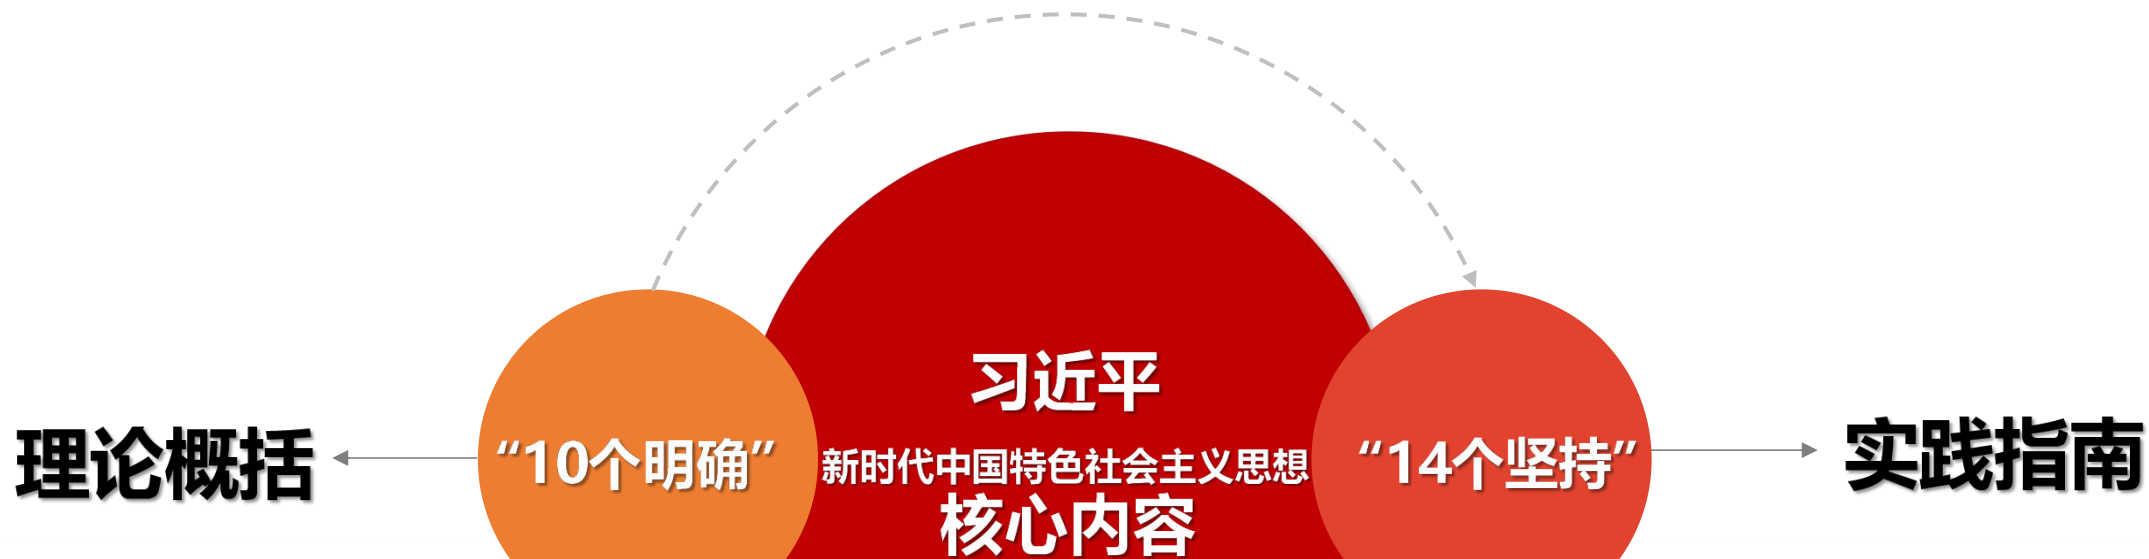 习近平
理论概括
“10个明确”
新时代中国特色社会主义思想
“14个坚持”
实践指南
核心内容